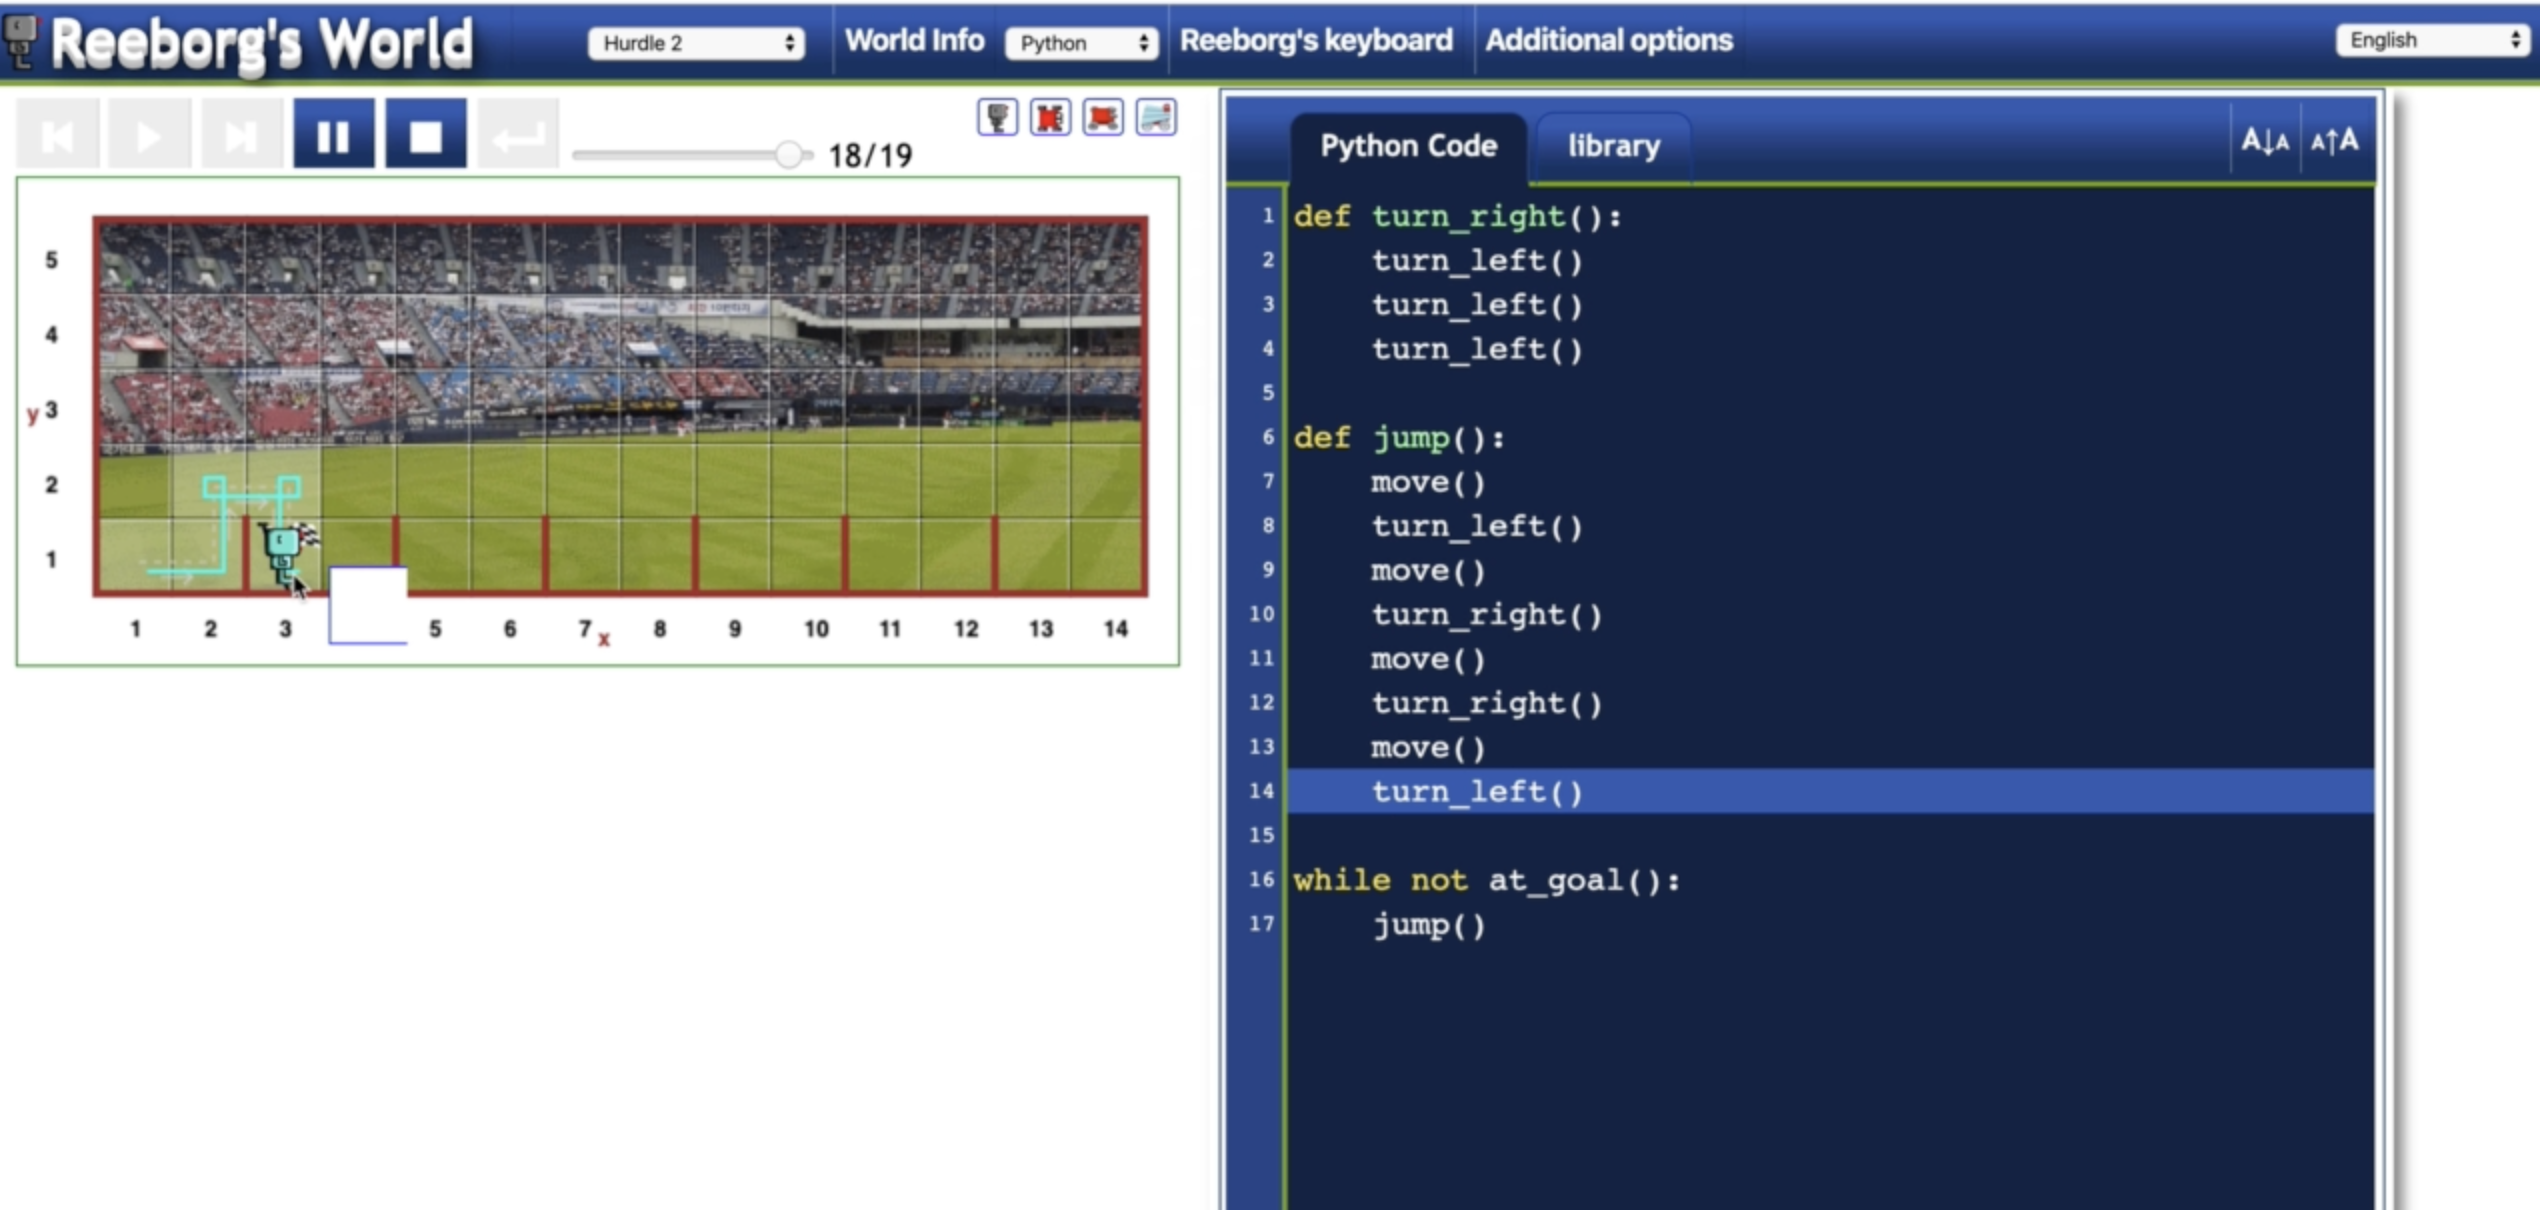 Reeborg's World
Hurdle 2
World Info
Python
Reeborg's keyboard
Additional options
English
18/19
Python Code
library
A↓A
A↑A
5
4
y 3
2
1
1 2 3 5 6 7 x 8 9 10 11 12 13 14
1 def turn_right():
2     turn_left()
3     turn_left()
4     turn_left()
5
6 def jump():
7     move()
8     turn_left()
9     move()
10     turn_right()
11     move()
12     turn_right()
13     move()
14     turn_left()
15
16 while not at_goal():
17     jump()